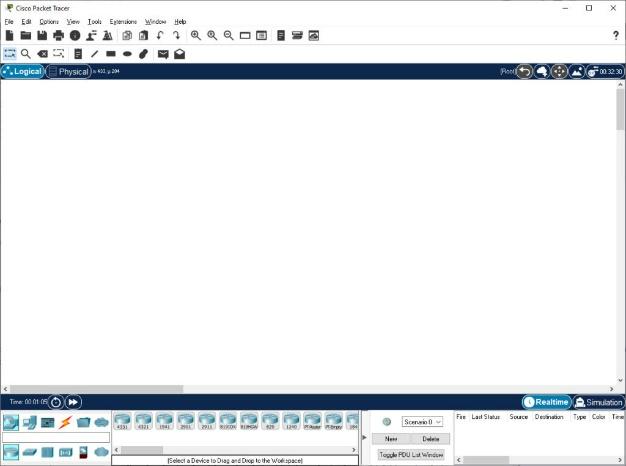 Cisco Packet Tracer
File Edit Options View Tools Extensions Window Help
?
Logical Physical x: 433, y: 204 [Root] 00:32:30
Time: 00:01:05 Realtime Simulation
4331 4321 1941 2901 2911 819HGW 829 1240 PT-Router PT-Empty
Scenario 0
Fire Last Status Source Destination Type Color Time
New Delete
Toggle PDU List Window
(Select a Device to Drag and Drop to the Workspace)